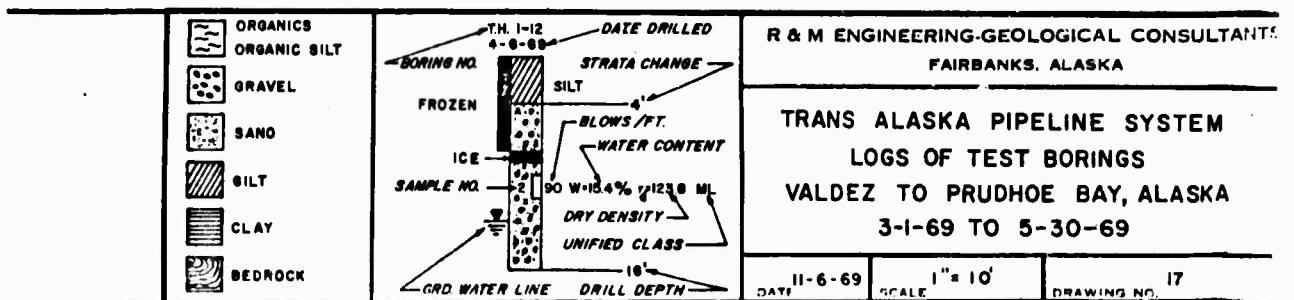 ORGANICS
ORGANIC SILT
GRAVEL
SAND
SILT
CLAY
BEDROCK
T.H. 1-12
4-6-69
DATE DRILLED
BORING NO.
STRATA CHANGE
SILT
FROZEN
4'
BLOWS/FT.
WATER CONTENT
ICE
SAMPLE NO.
2 90 W=15.4% γ=123.8 ML
DRY DENSITY
UNIFIED CLASS
16'
GRD. WATER LINE
DRILL DEPTH
R & M ENGINEERING-GEOLOGICAL CONSULTANTS
FAIRBANKS, ALASKA
TRANS ALASKA PIPELINE SYSTEM
LOGS OF TEST BORINGS
VALDEZ TO PRUDHOE BAY, ALASKA
3-1-69 TO 5-30-69
DATE 11-6-69
SCALE 1"=10'
DRAWING NO. 17